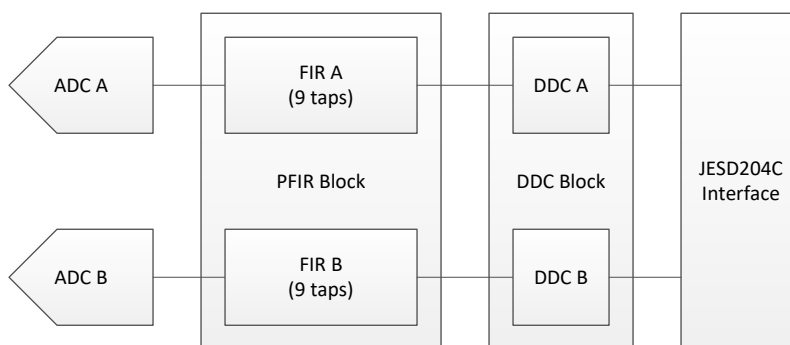 ADC A
FIR A
(9 taps)
DDC A
PFIR Block
DDC Block
JESD204C
Interface
ADC B
FIR B
(9 taps)
DDC B